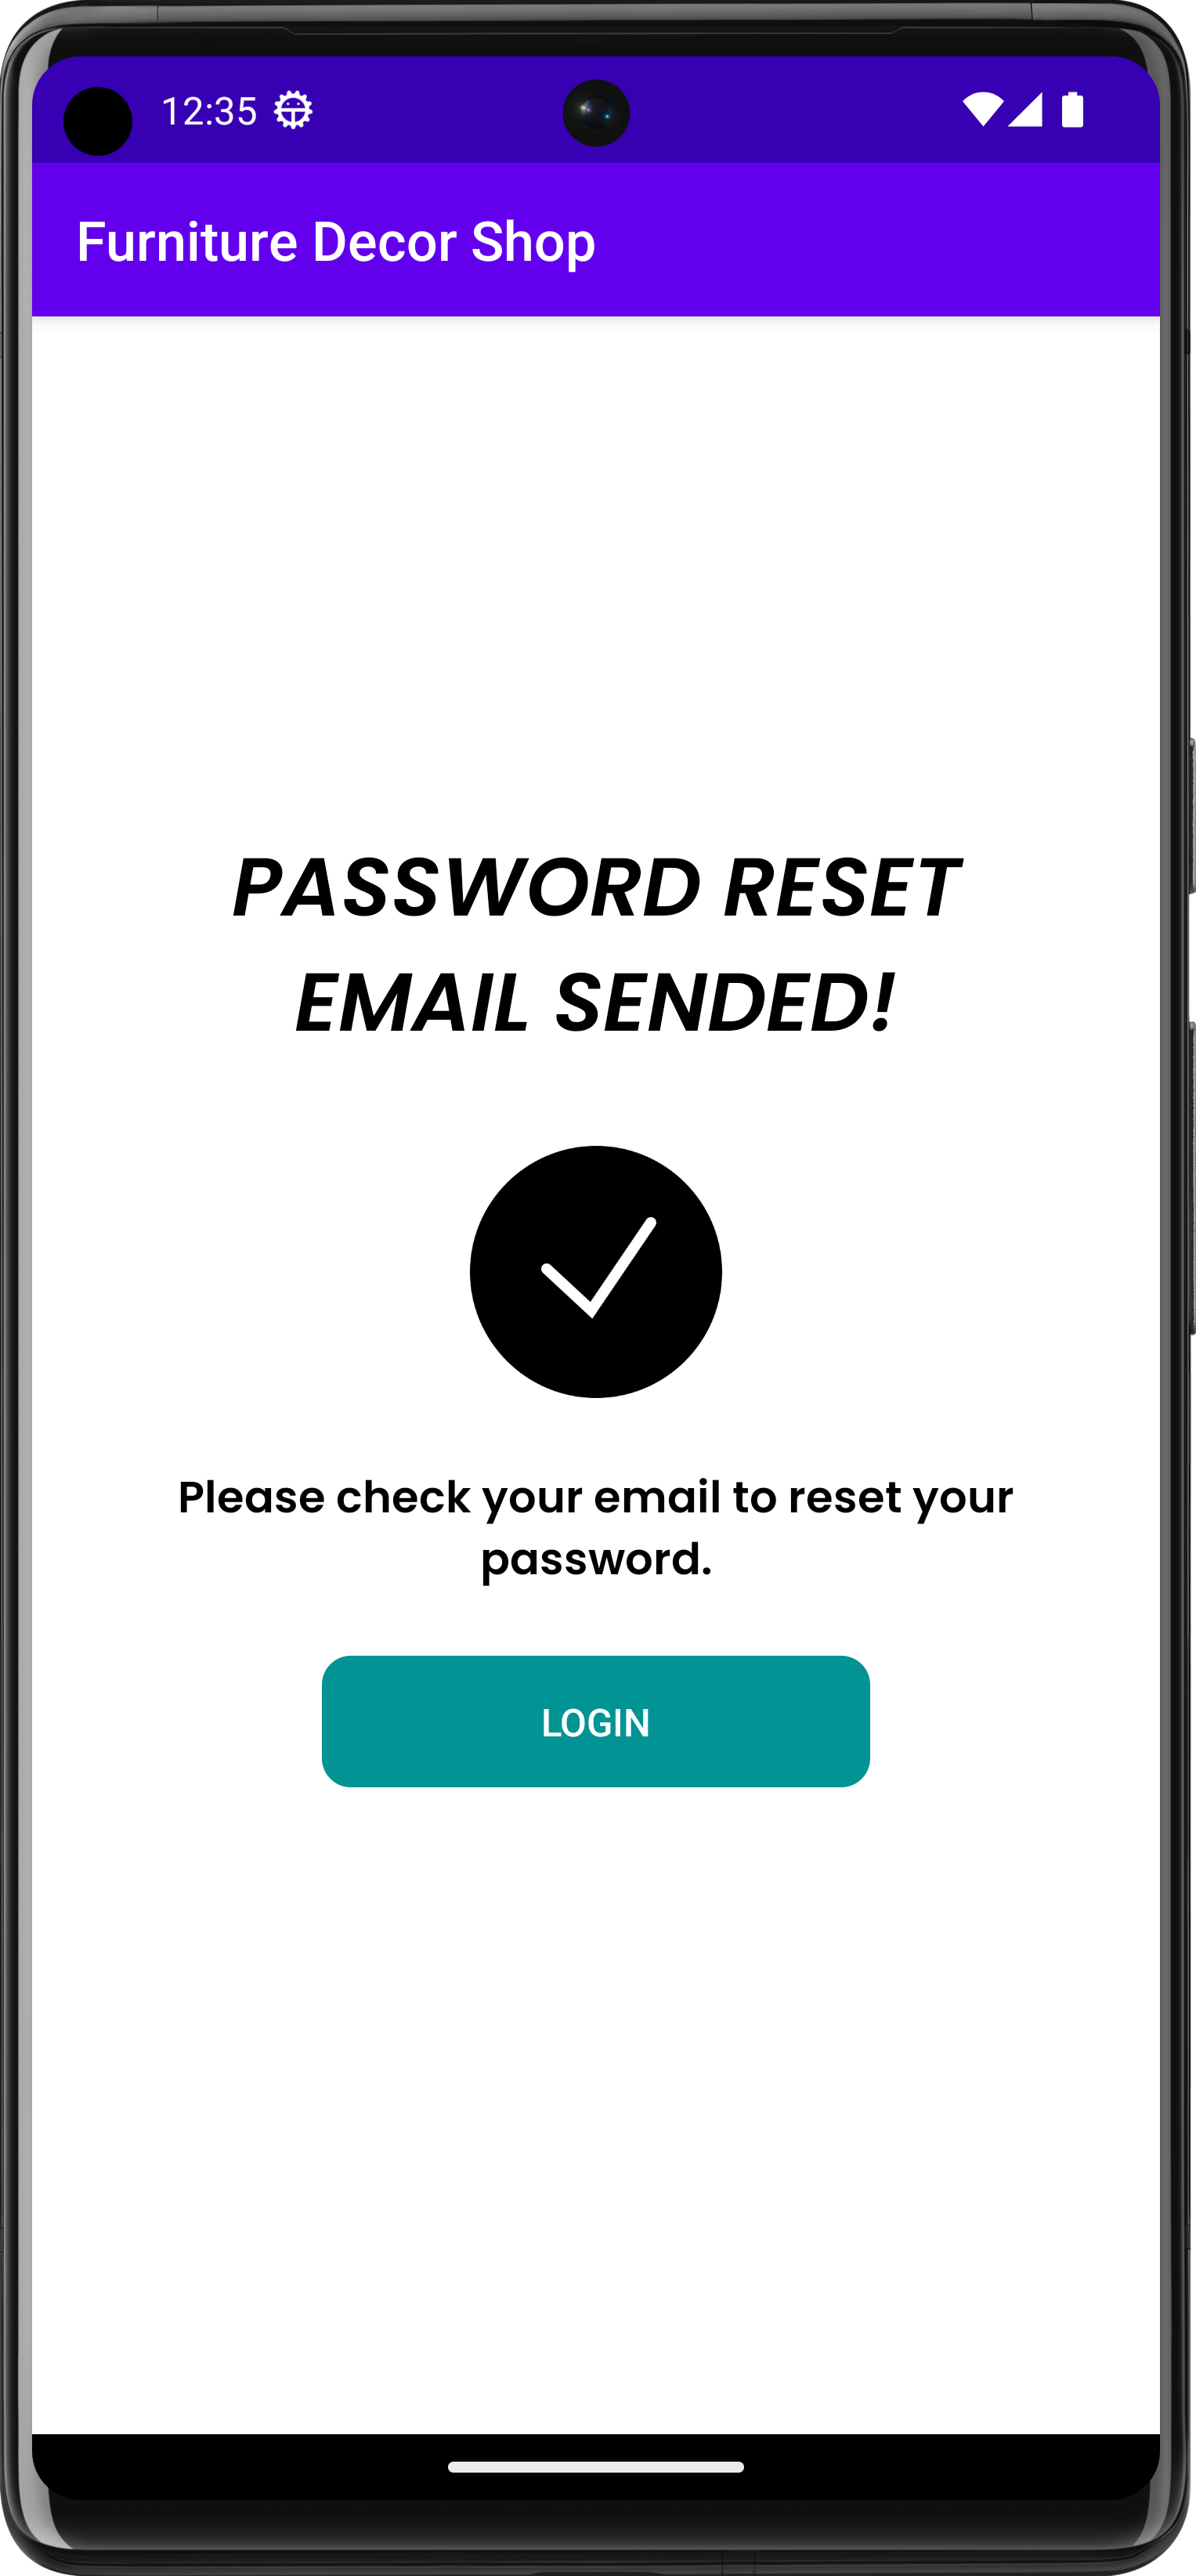 12:35
Furniture Decor Shop
PASSWORD RESET
EMAIL SENDED!
Please check your email to reset your
password.
LOGIN